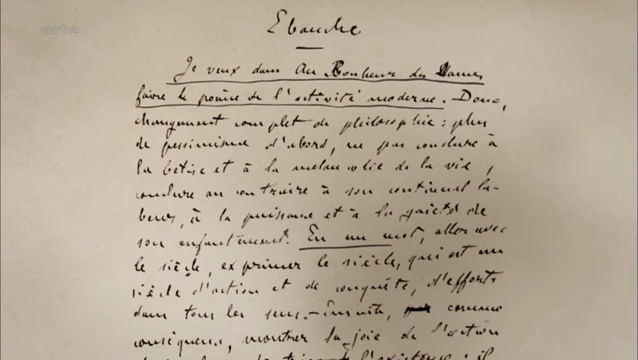 arte
Ebauche
Je veux dans Au Bonheur des Dames
faire le poème de l'activité moderne. Donc,
changement complet de philosophie : plus
de pessimisme d'abord, ne pas conclure à
la bêtise et à la mélancolie de la vie,
conclure au contraire à son continuel la-
beur, à la puissance et à la gaieté de
son enfantement. En un mot, aller avec
le siècle, exprimer le siècle, qui est un
siècle d'action et de conquête, d'efforts
dans tous les sens. - Ensuite, comme
conséquence, montrer la joie de l'action
l'existence ; il